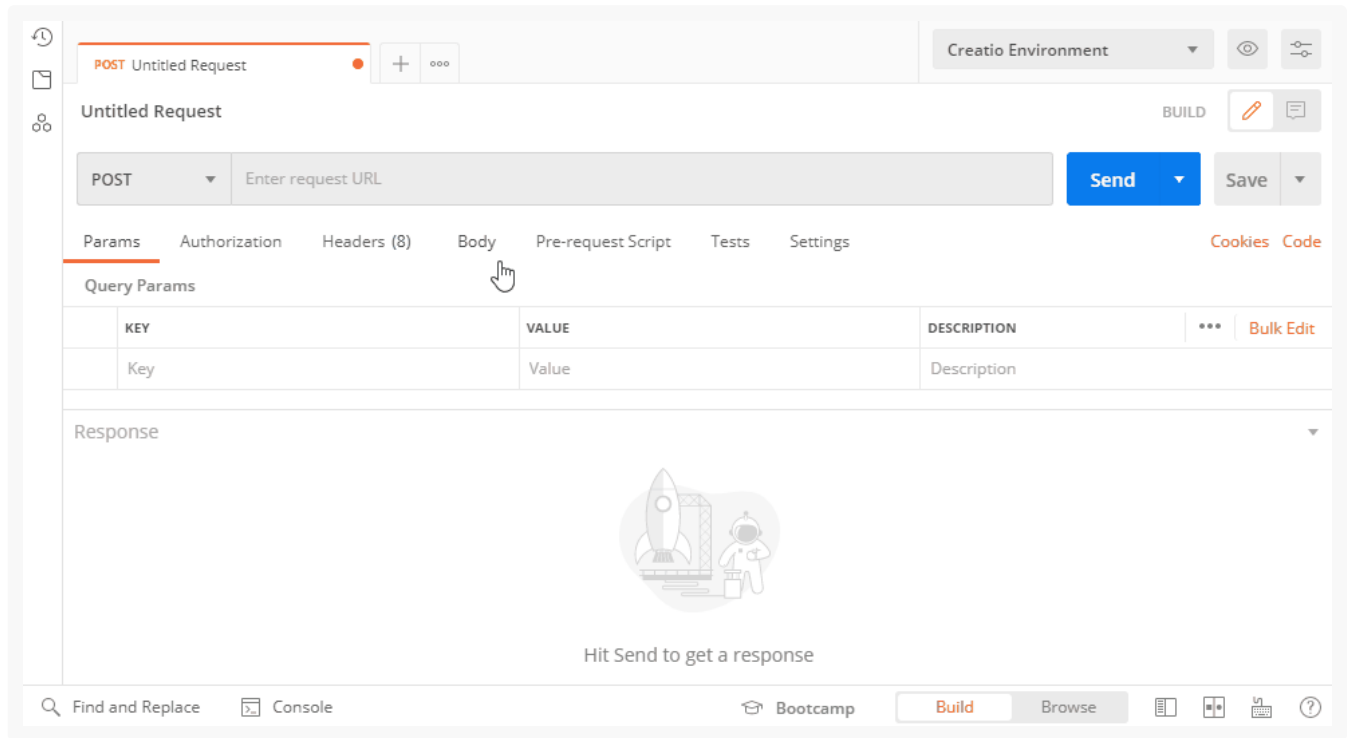 POST Untitled Request
Creatio Environment
Untitled Request
BUILD
POST
Enter request URL
Send
Save
Params Authorization Headers (8) Body Pre-request Script Tests Settings Cookies Code
Query Params
KEY VALUE DESCRIPTION Bulk Edit
Key Value Description
Response
Hit Send to get a response
Find and Replace Console Bootcamp Build Browse